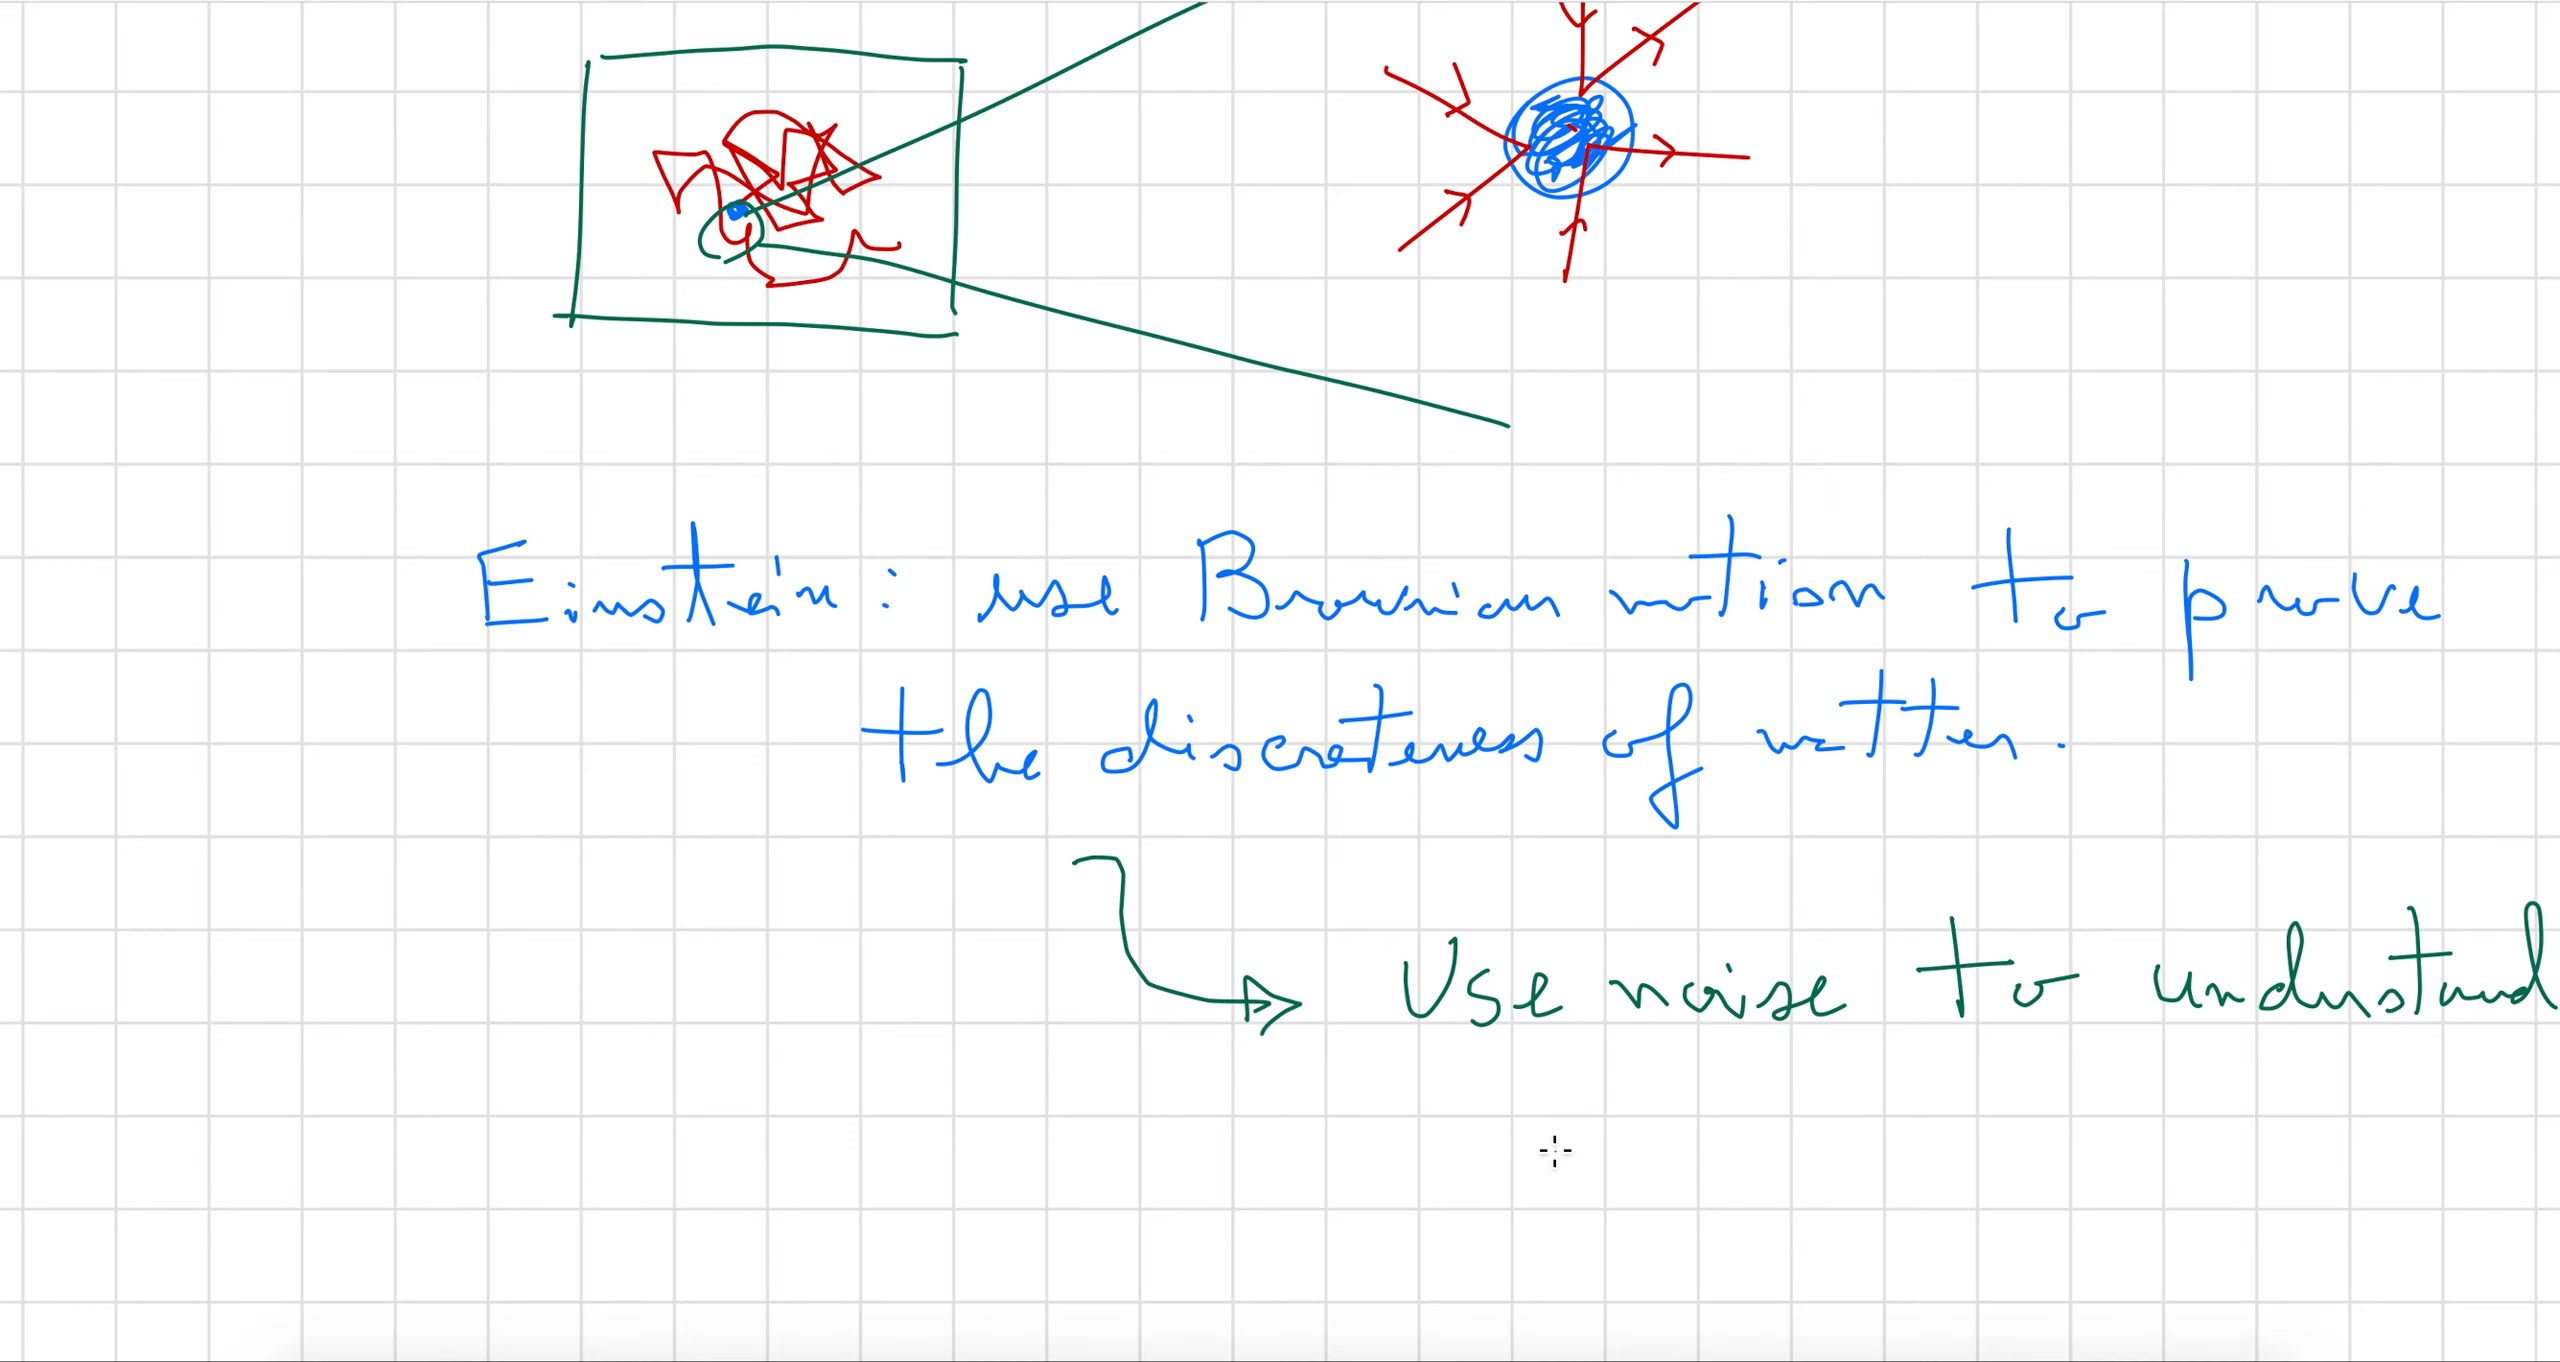 Einstein: use Brownian motion to prove
the discreteness of matter.
Use noise to understand